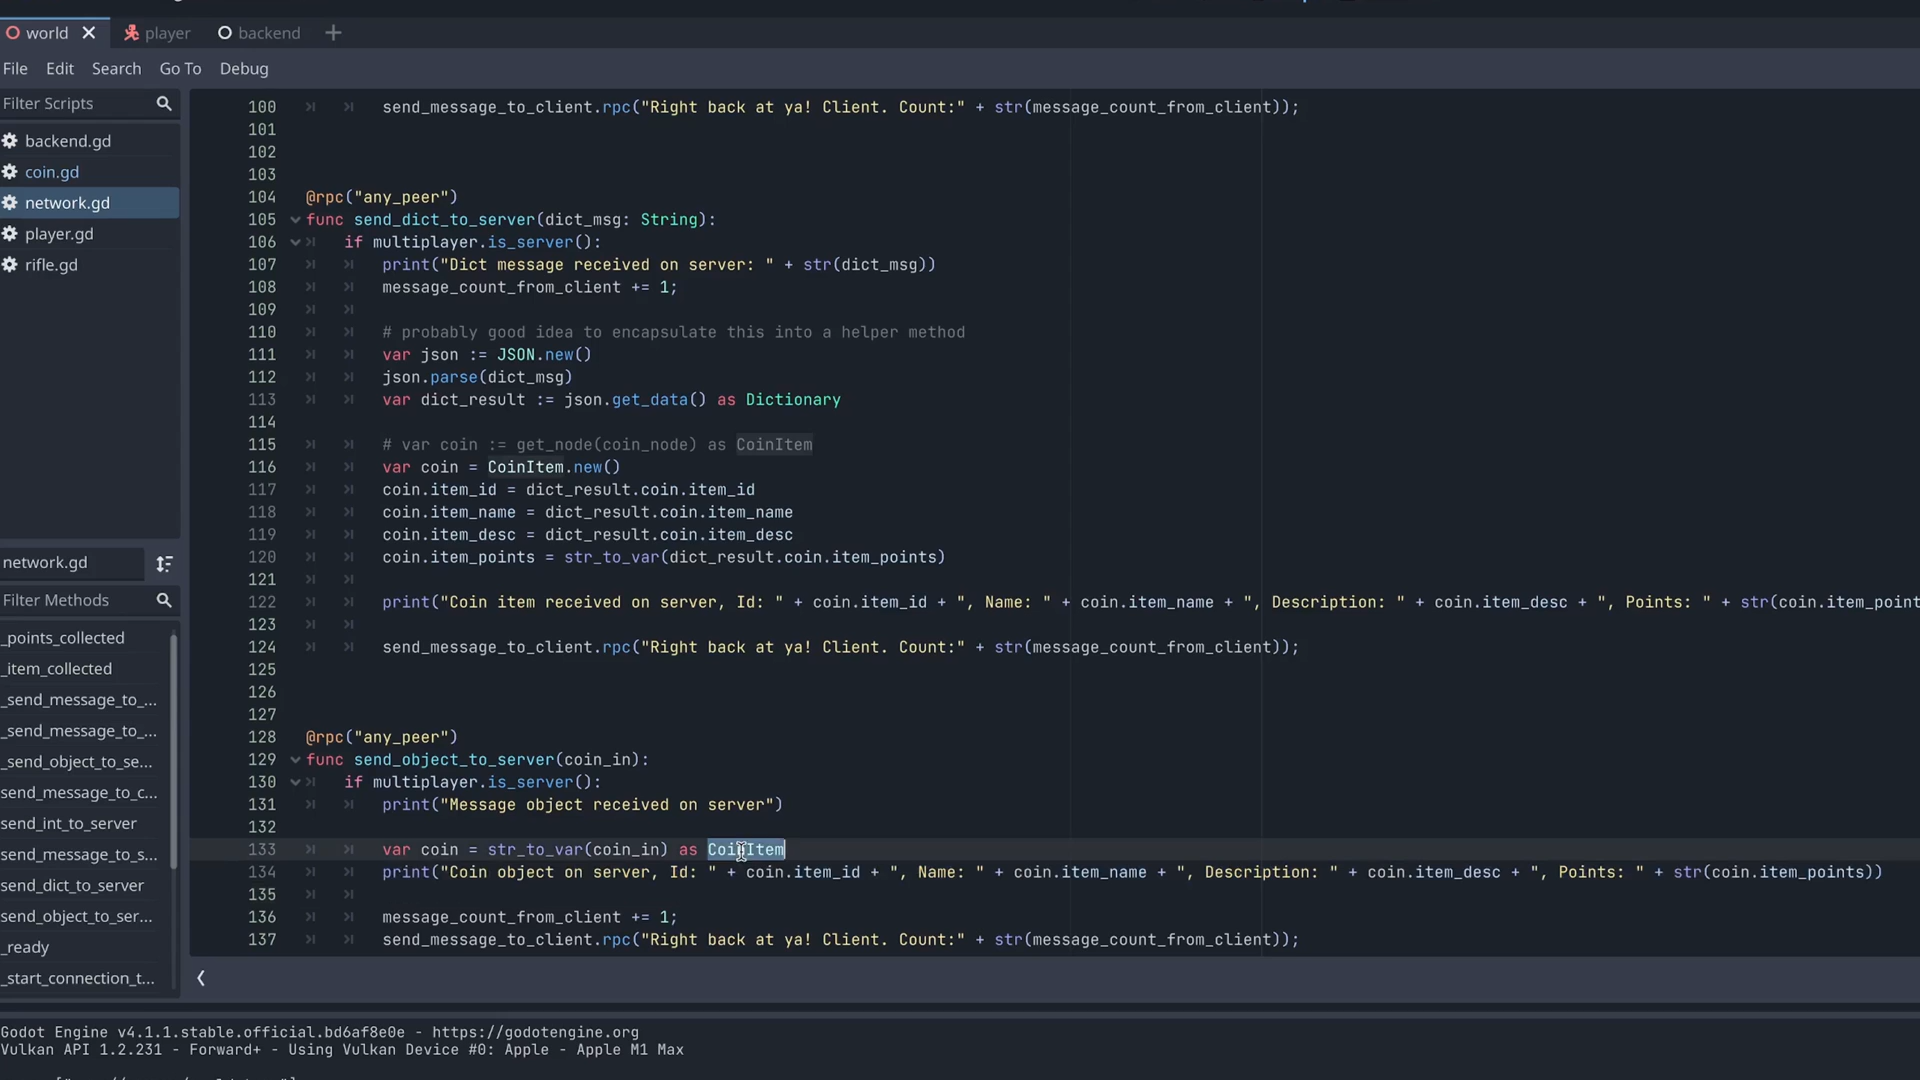 world
player
backend
File Edit Search Go To Debug
Filter Scripts
backend.gd
coin.gd
network.gd
player.gd
rifle.gd
network.gd
Filter Methods
_points_collected
_item_collected
_send_message_to_...
_send_message_to_...
_send_object_to_se...
send_message_to_c...
send_int_to_server
send_message_to_s...
send_dict_to_server
send_object_to_ser...
_ready
_start_connection_t...
100 send_message_to_client.rpc("Right back at ya! Client. Count:" + str(message_count_from_client));
101
102
103
104 @rpc("any_peer")
105 func send_dict_to_server(dict_msg: String):
106 if multiplayer.is_server():
107 print("Dict message received on server: " + str(dict_msg))
108 message_count_from_client += 1;
109
110 # probably good idea to encapsulate this into a helper method
111 var json := JSON.new()
112 json.parse(dict_msg)
113 var dict_result := json.get_data() as Dictionary
114
115 # var coin := get_node(coin_node) as CoinItem
116 var coin = CoinItem.new()
117 coin.item_id = dict_result.coin.item_id
118 coin.item_name = dict_result.coin.item_name
119 coin.item_desc = dict_result.coin.item_desc
120 coin.item_points = str_to_var(dict_result.coin.item_points)
121
122 print("Coin item received on server, Id: " + coin.item_id + ", Name: " + coin.item_name + ", Description: " + coin.item_desc + ", Points: " + str(coin.item_point
123
124 send_message_to_client.rpc("Right back at ya! Client. Count:" + str(message_count_from_client));
125
126
127
128 @rpc("any_peer")
129 func send_object_to_server(coin_in):
130 if multiplayer.is_server():
131 print("Message object received on server")
132
133 var coin = str_to_var(coin_in) as CoinItem
134 print("Coin object on server, Id: " + coin.item_id + ", Name: " + coin.item_name + ", Description: " + coin.item_desc + ", Points: " + str(coin.item_points))
135
136 message_count_from_client += 1;
137 send_message_to_client.rpc("Right back at ya! Client. Count:" + str(message_count_from_client));
Godot Engine v4.1.1.stable.official.bd6af8e0e - https://godotengine.org
Vulkan API 1.2.231 - Forward+ - Using Vulkan Device #0: Apple - Apple M1 Max